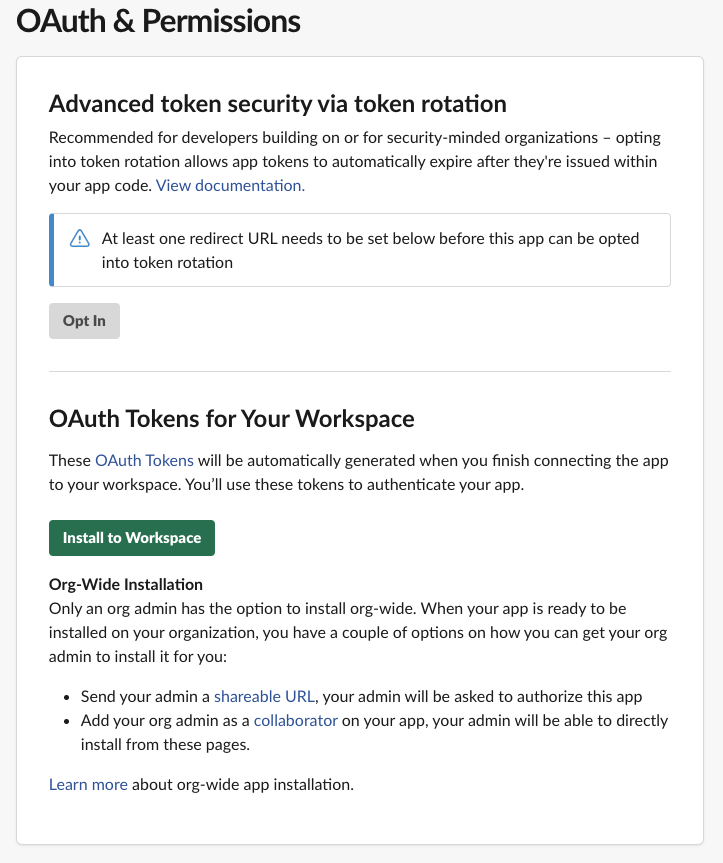 OAuth & Permissions
Advanced token security via token rotation
Recommended for developers building on or for security-minded organizations – opting
into token rotation allows app tokens to automatically expire after they're issued within
your app code. View documentation.
At least one redirect URL needs to be set below before this app can be opted
into token rotation
Opt In
OAuth Tokens for Your Workspace
These OAuth Tokens will be automatically generated when you finish connecting the app
to your workspace. You’ll use these tokens to authenticate your app.
Install to Workspace
Org-Wide Installation
Only an org admin has the option to install org-wide. When your app is ready to be
installed on your organization, you have a couple of options on how you can get your org
admin to install it for you:
• Send your admin a shareable URL, your admin will be asked to authorize this app
• Add your org admin as a collaborator on your app, your admin will be able to directly
install from these pages.
Learn more about org-wide app installation.